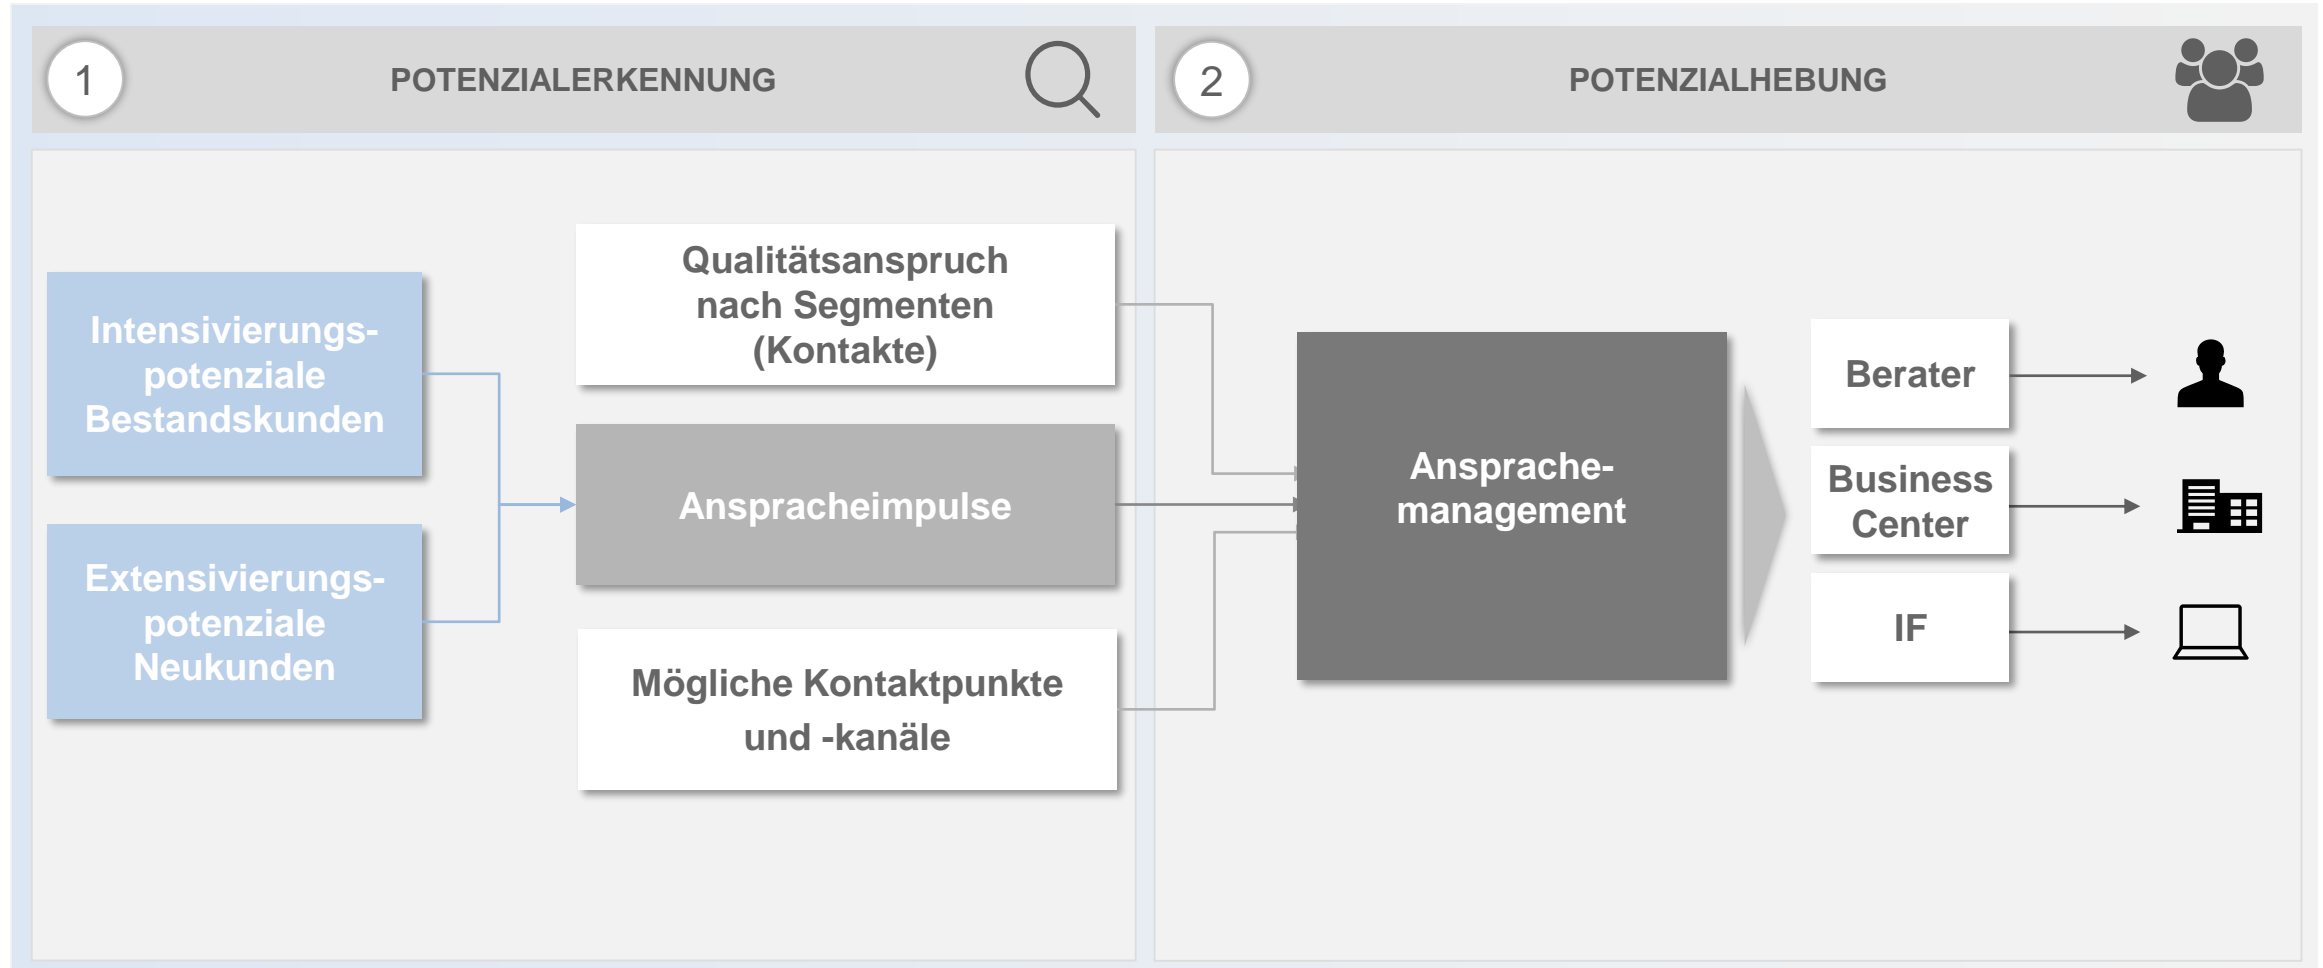 1
POTENZIALERKENNUNG
2
POTENZIALHEBUNG
Intensivierungs-
potenziale
Bestandskunden
Extensivierungs-
potenziale
Neukunden
Qualitätsanspruch
nach Segmenten
(Kontakte)
Anspracheimpulse
Mögliche Kontaktpunkte
und -kanäle
Ansprache-
management
Berater
Business
Center
IF